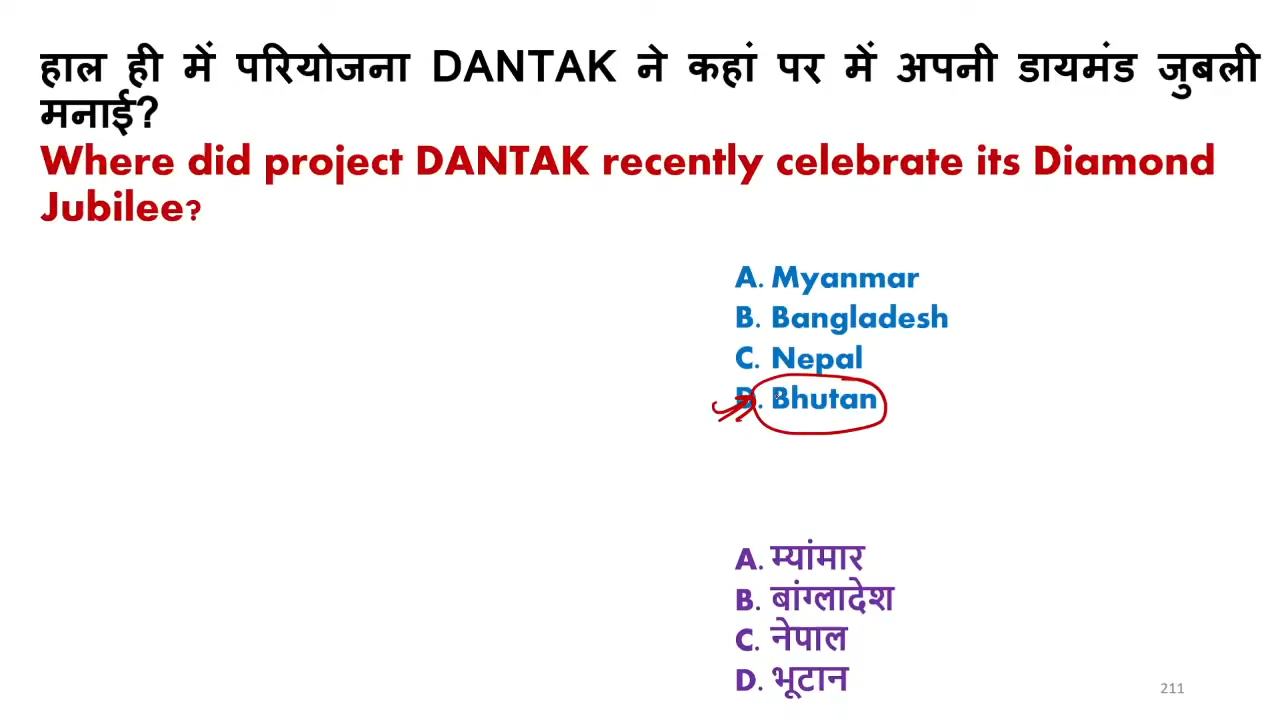 हाल ही में परियोजना DANTAK ने कहां पर में अपनी डायमंड जुबली
मनाई?
Where did project DANTAK recently celebrate its Diamond
Jubilee?
A. Myanmar
B. Bangladesh
C. Nepal
D. Bhutan
A. म्यांमार
B. बांग्लादेश
C. नेपाल
D. भूटान
211